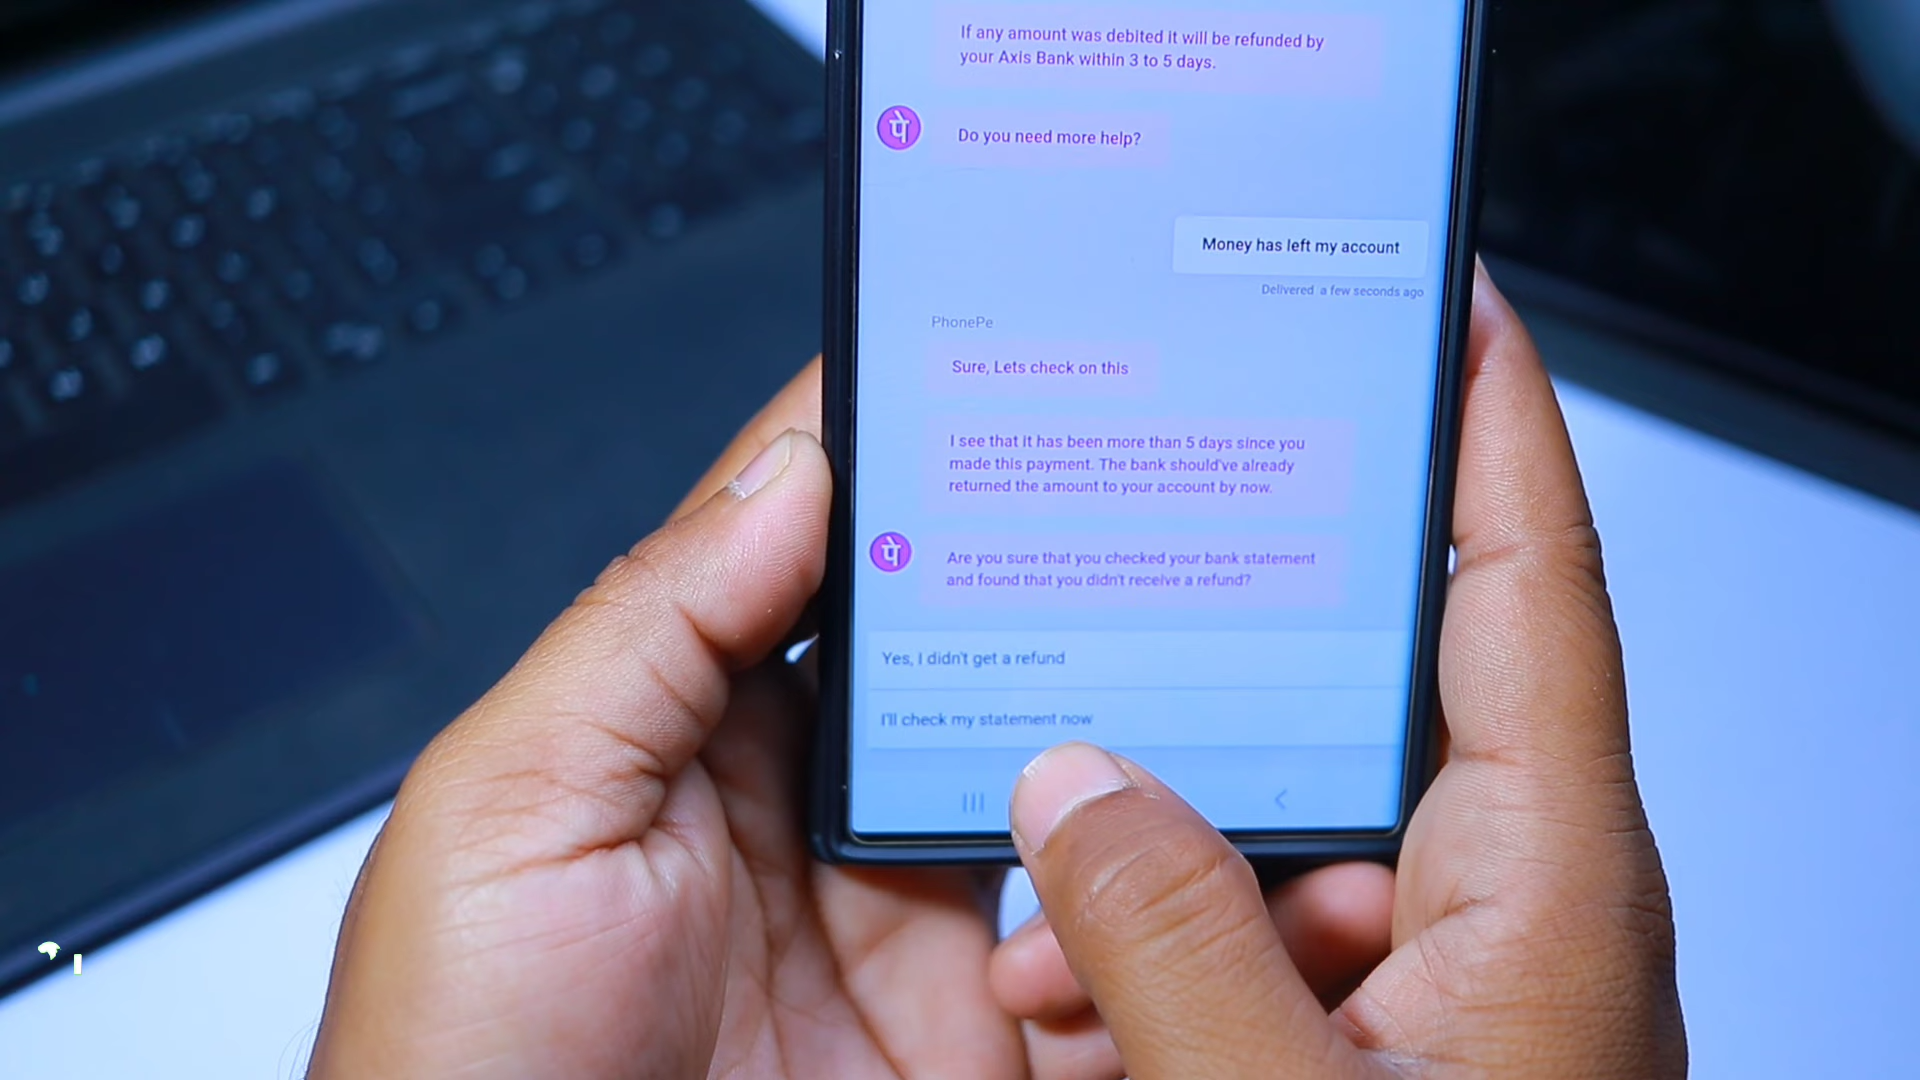 If any amount was debited it will be refunded by
your Axis Bank within 3 to 5 days.
पे
Do you need more help?
Money has left my account
Delivered a few seconds ago
PhonePe
Sure, Lets check on this
I see that it has been more than 5 days since you
made this payment. The bank should've already
returned the amount to your account by now.
पे
Are you sure that you checked your bank statement
and found that you didn't receive a refund?
Yes, I didn't get a refund
I'll check my statement now